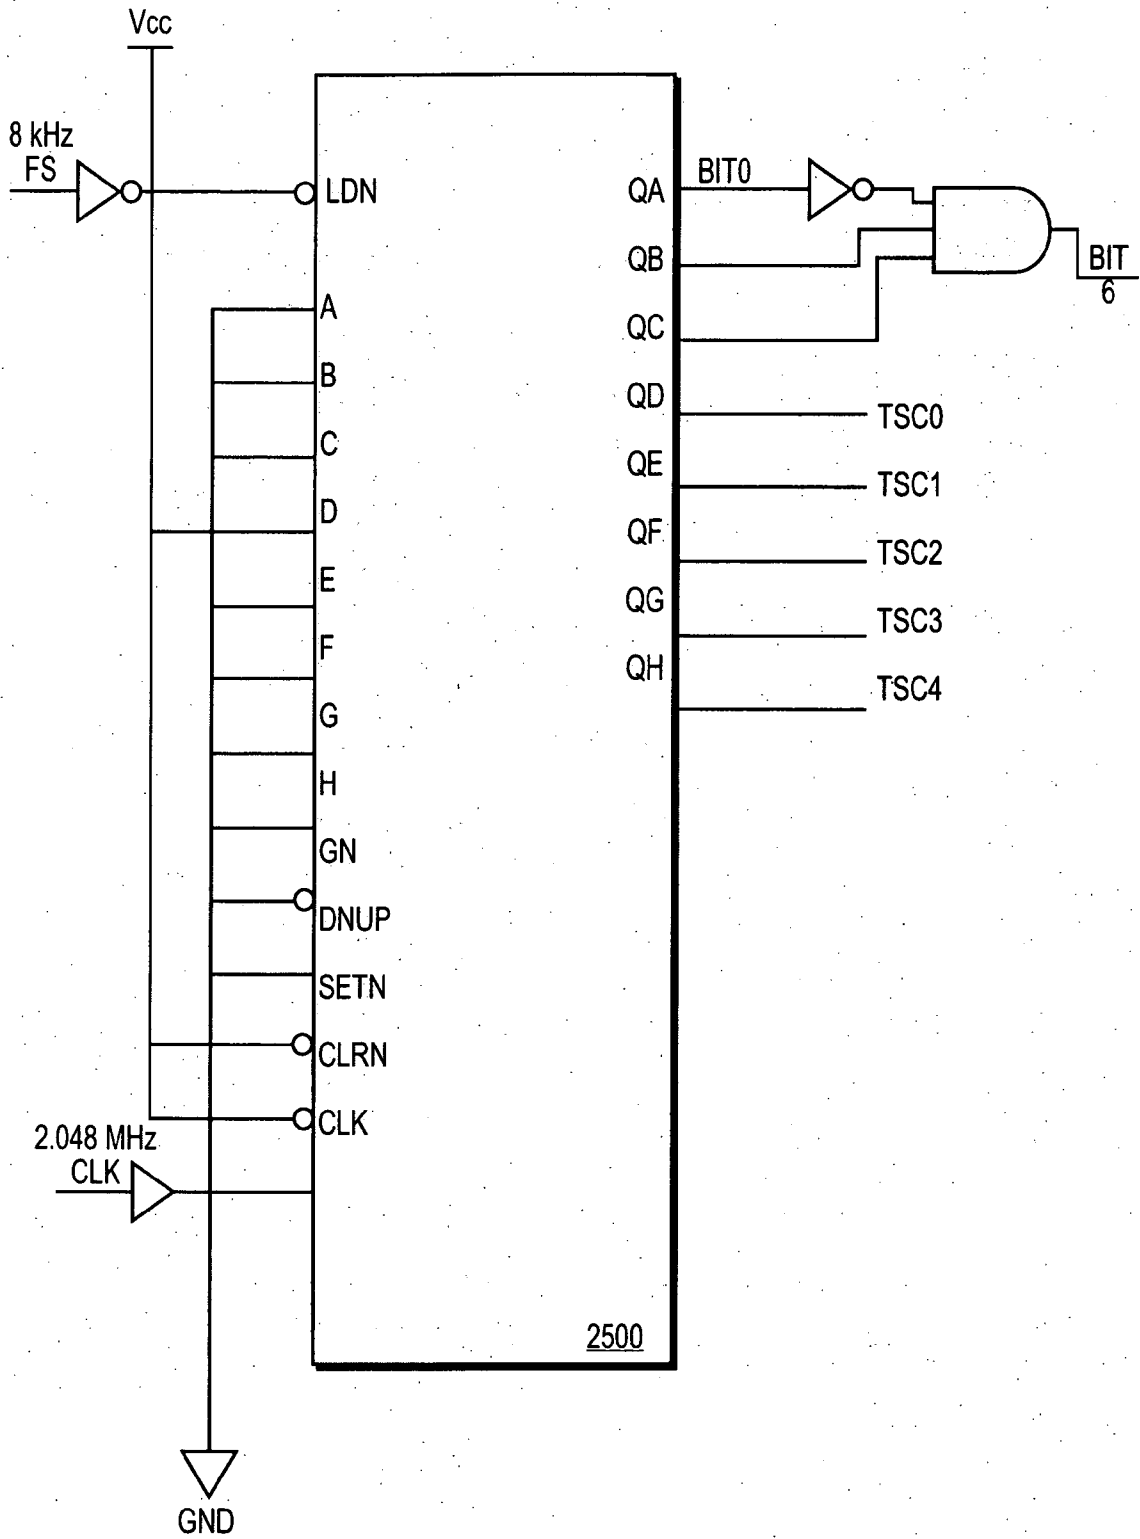 Vcc
8 kHz
FS
LDN
A
B
C
D
E
F
G
H
GN
DNUP
SETN
CLRN
CLK
2.048 MHz
CLK
GND
QA
QB
QC
QD
QE
QF
QG
QH
BIT0
BIT
6
TSC0
TSC1
TSC2
TSC3
TSC4
2500